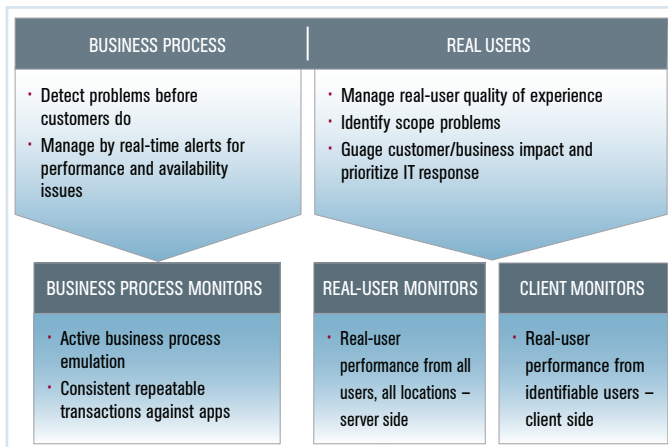 BUSINESS PROCESS
REAL USERS
• Detect problems before
customers do
• Manage by real-time alerts for
performance and availability
issues
• Manage real-user quality of experience
• Identify scope problems
• Guage customer/business impact and
prioritize IT response
BUSINESS PROCESS MONITORS
• Active business process
emulation
• Consistent repeatable
transactions against apps
REAL-USER MONITORS
• Real-user
performance from all
users, all locations –
server side
CLIENT MONITORS
• Real-user
performance from
identifiable users –
client side